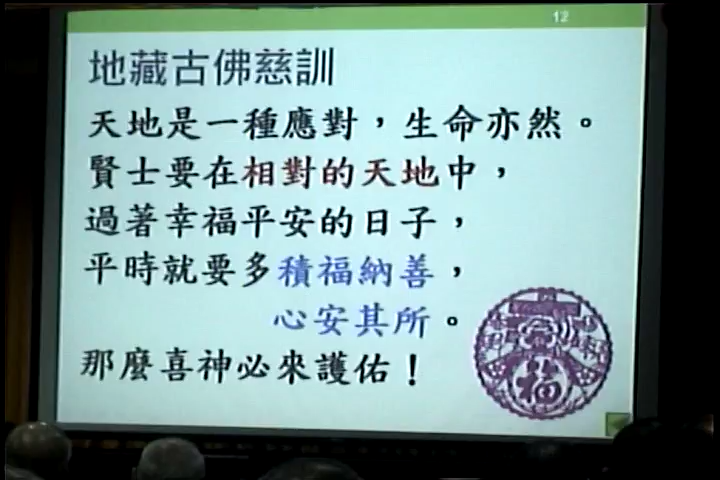 12
地藏古佛慈訓
天地是一種應對，生命亦然。
賢士要在相對的天地中，
過著幸福平安的日子，
平時就要多積福納善，
心安其所。
那麼喜神必來護佑！
福